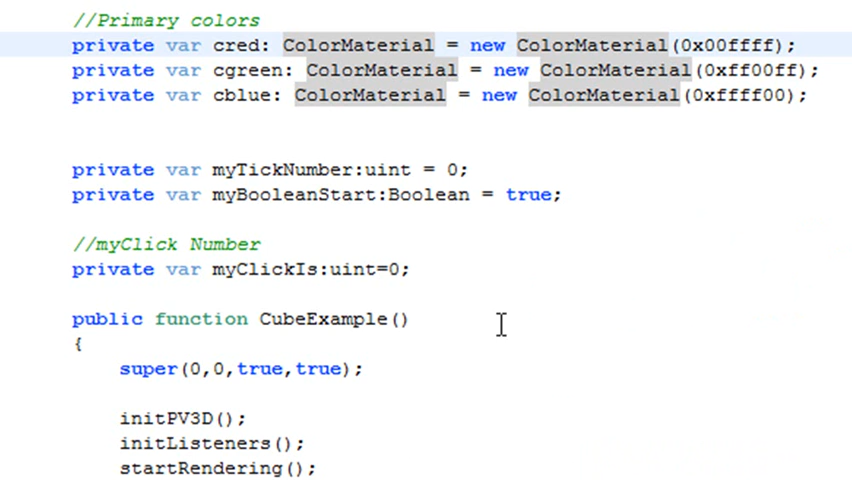 //Primary colors
private var cred: ColorMaterial = new ColorMaterial(0x00ffff);
private var cgreen: ColorMaterial = new ColorMaterial(0xff00ff);
private var cblue: ColorMaterial = new ColorMaterial(0xffff00);
private var myTickNumber:uint = 0;
private var myBooleanStart:Boolean = true;
//myClick Number
private var myClickIs:uint=0;
public function CubeExample()
{
super(0,0,true,true);
initPV3D();
initListeners();
startRendering();